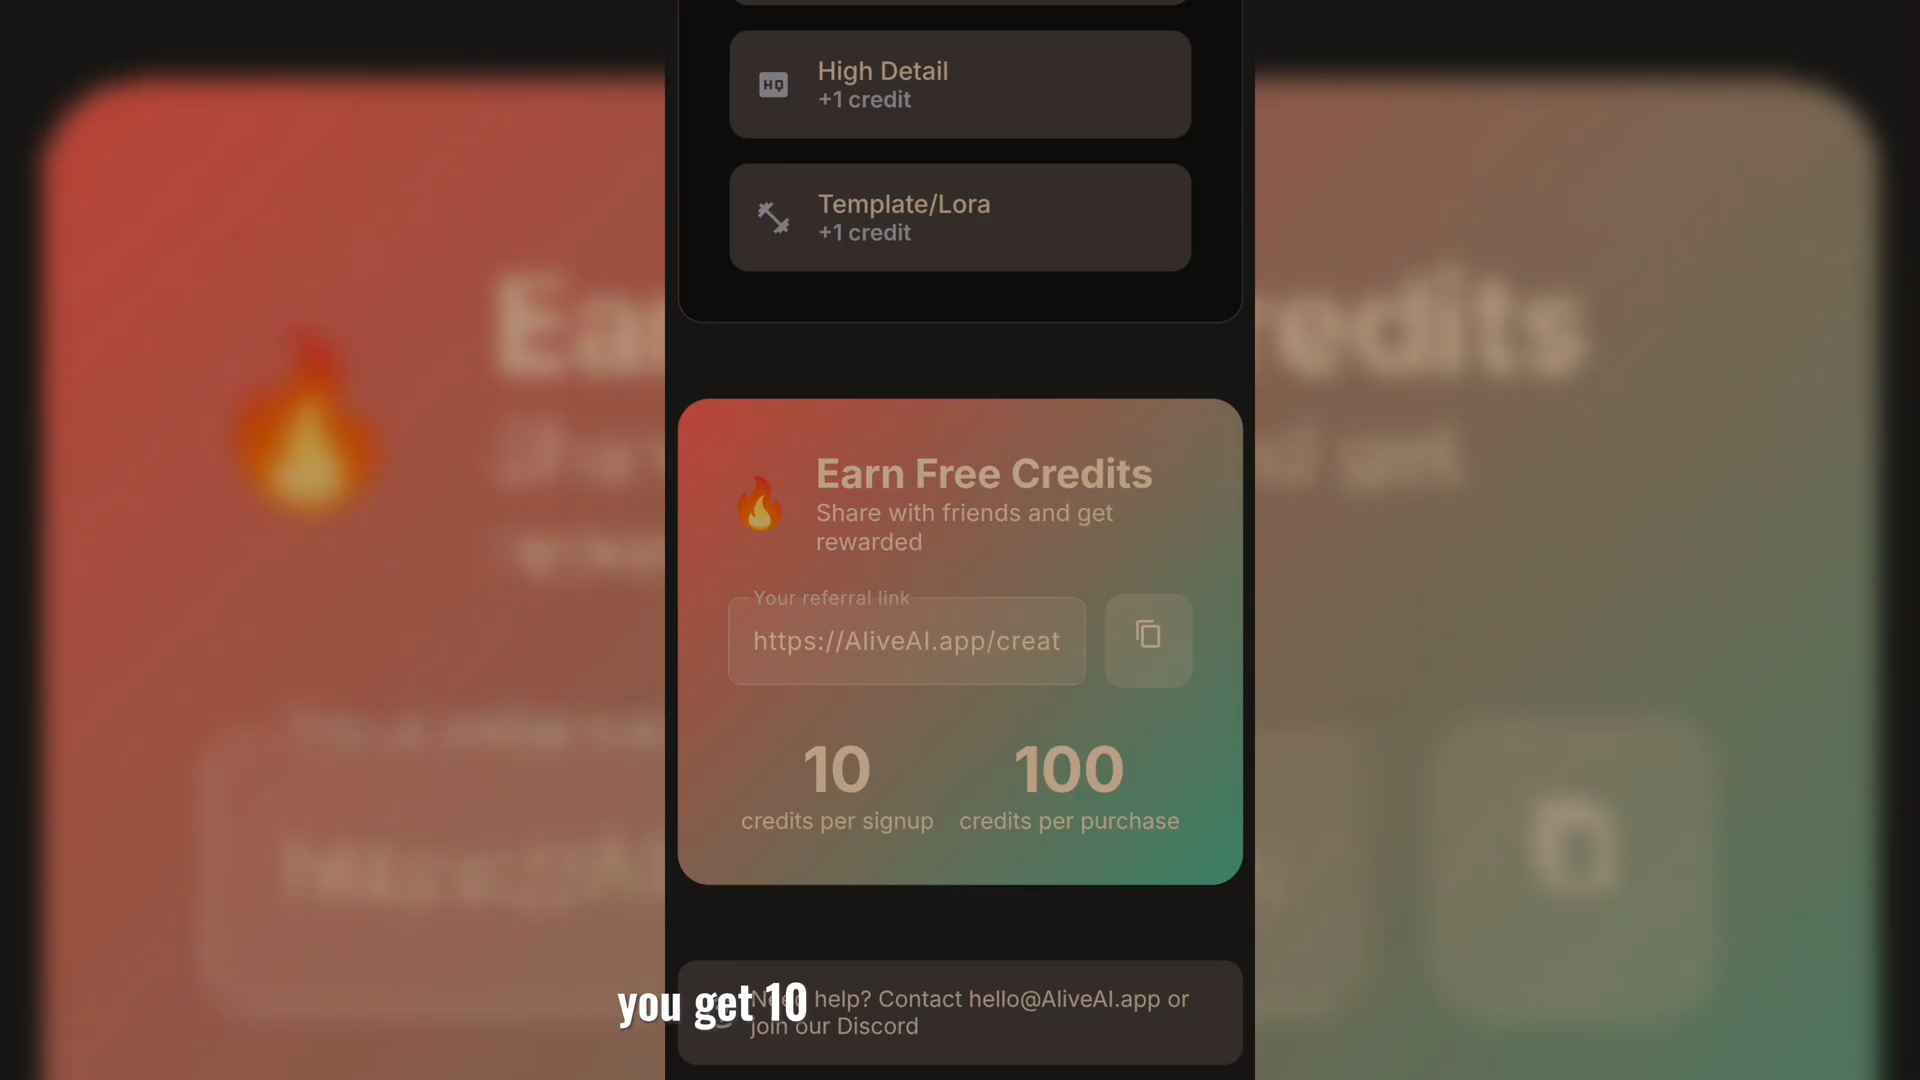 High Detail
+1 credit
Template/Lora
+1 credit
Earn Free Credits
Share with friends and get
rewarded
Your referral link
https://AliveAI.app/creat
10
100
credits per signup
credits per purchase
Need help? Contact hello@AliveAI.app or
join our Discord
you get 10